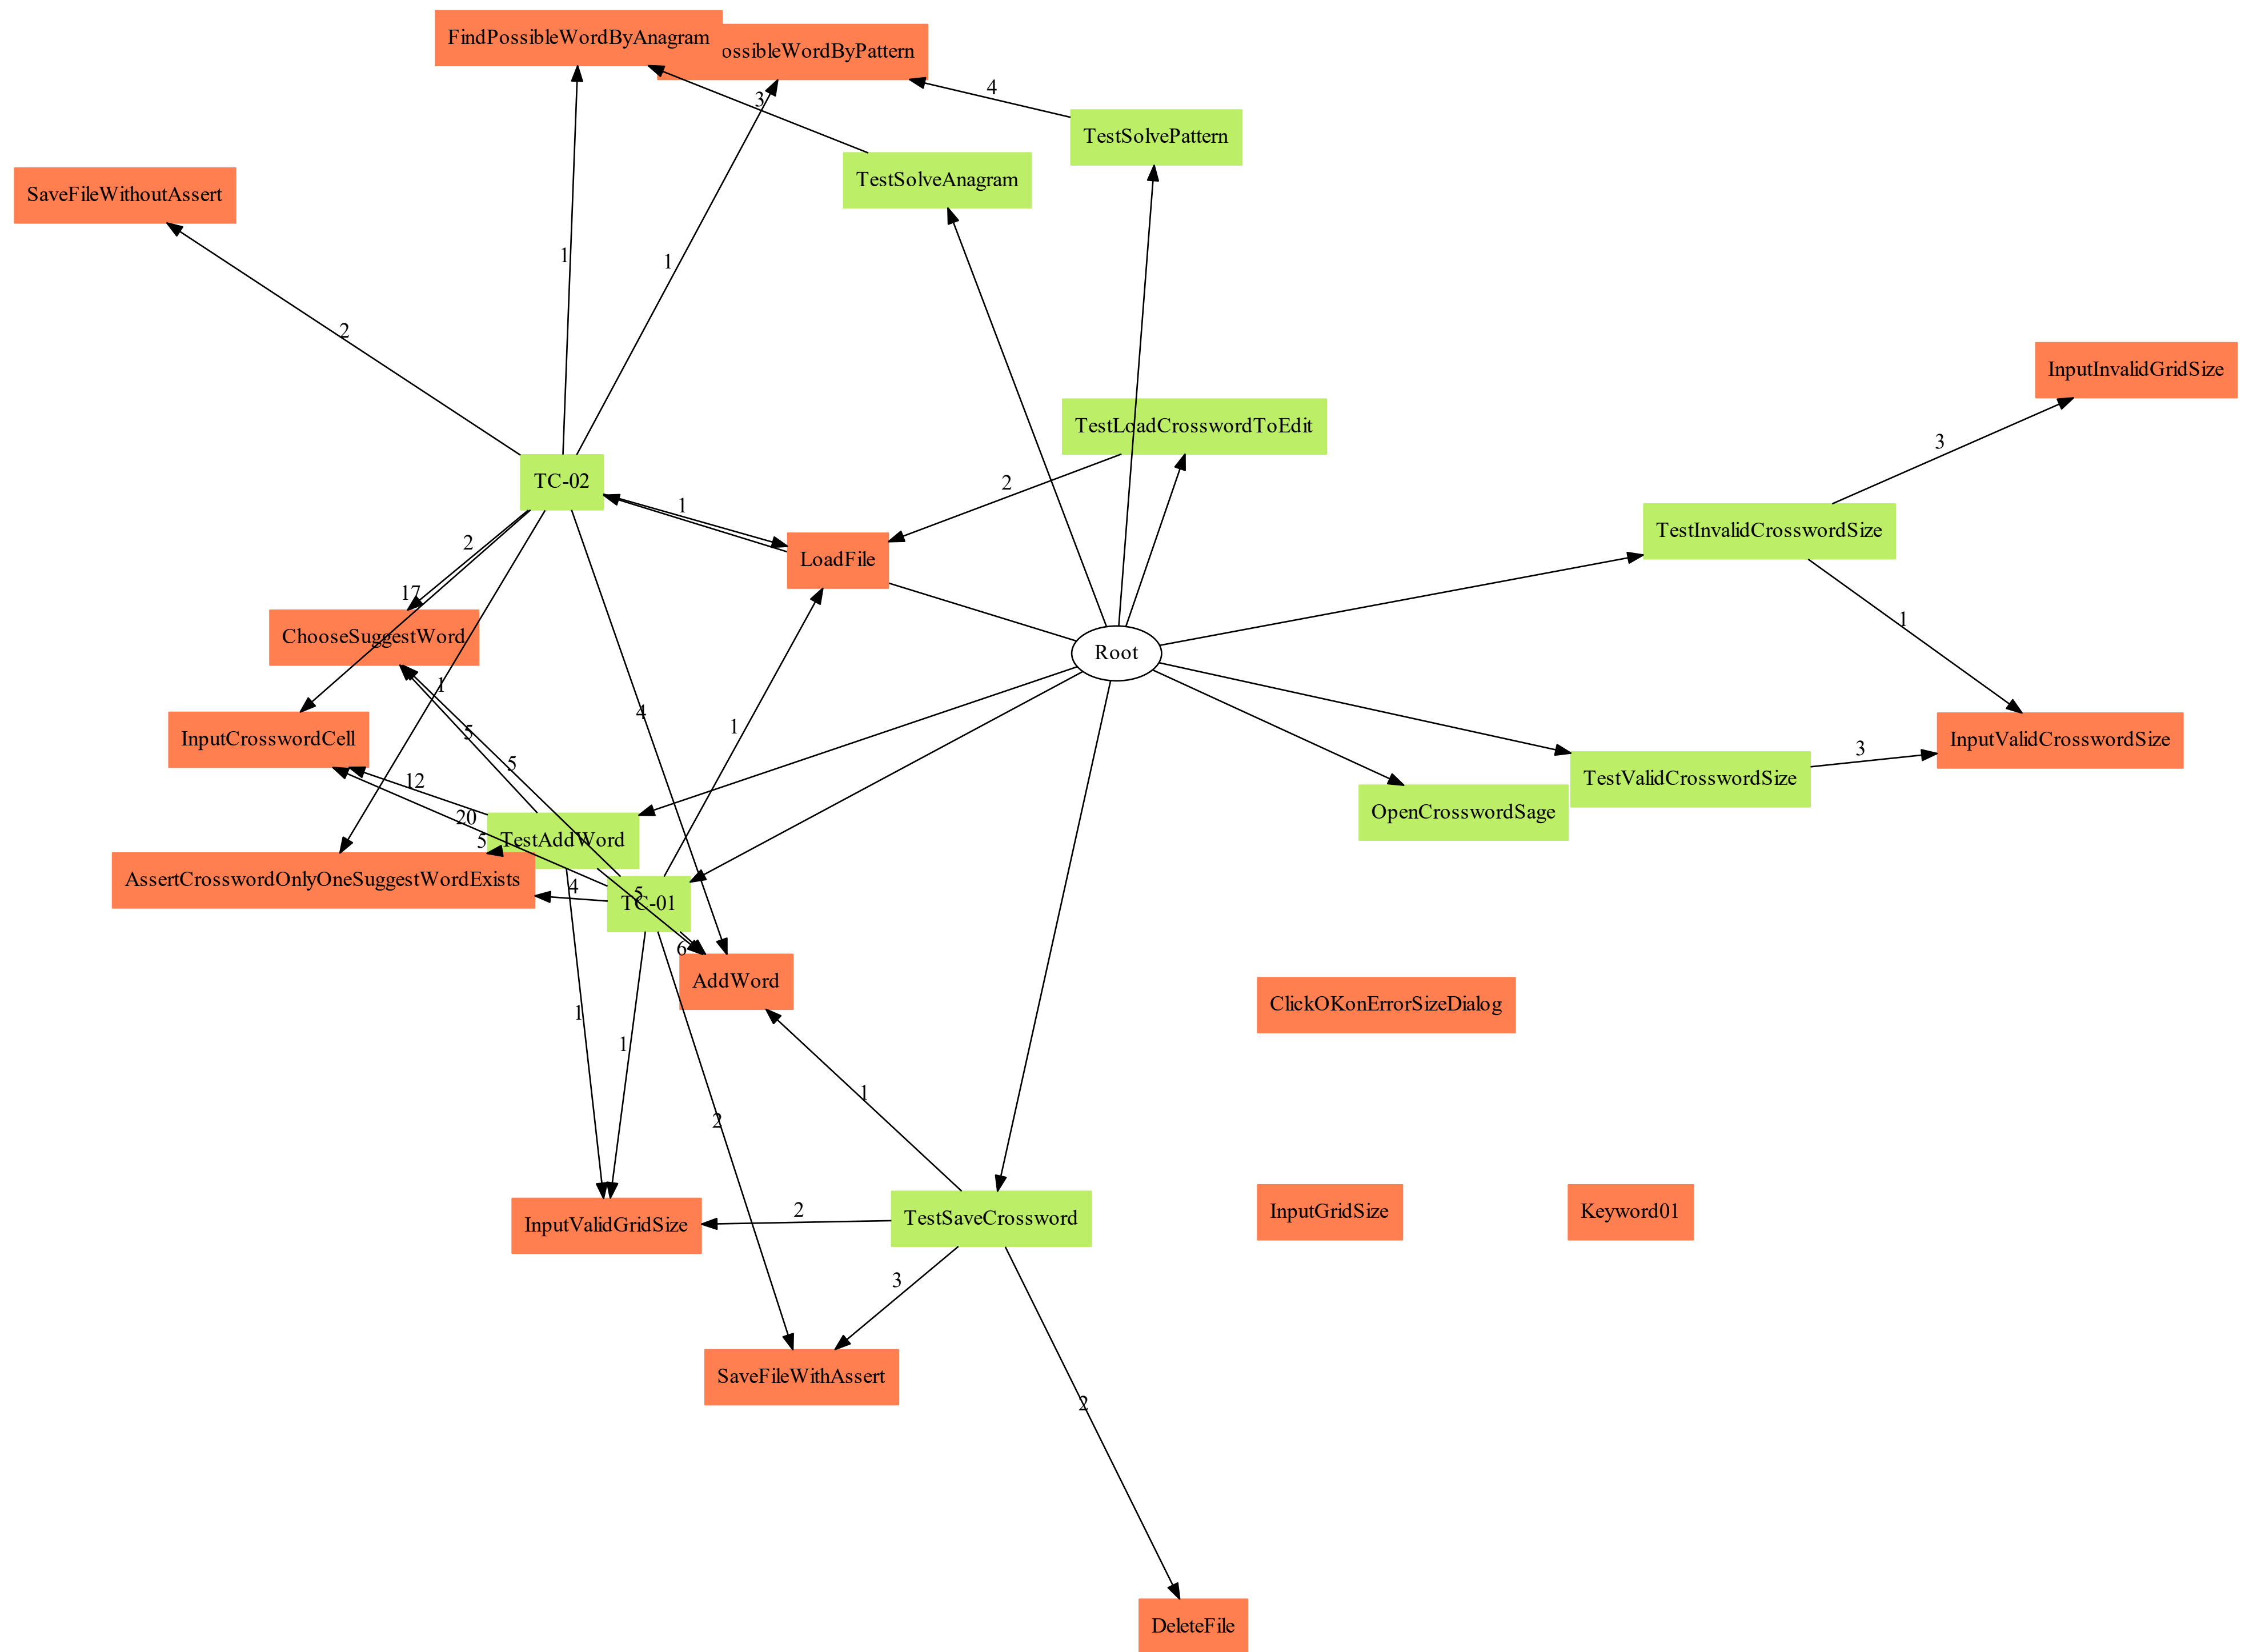 FindPossibleWordByAnagram
ossibleWordByPattern
4
3
TestSolvePattern
TestSolveAnagram
SaveFileWithoutAssert
1
1
2
InputInvalidGridSize
TestLoadCrosswordToEdit
3
TC-02
2
1
TestInvalidCrosswordSize
LoadFile
2
17
1
ChooseSuggestWord
Root
1
4
1
5
InputCrosswordCell
InputValidCrosswordSize
3
5
12
TestValidCrosswordSize
OpenCrosswordSage
20
5
TestAddWord
AssertCrosswordOnlyOneSuggestWordExists
4
5
TC-01
6
AddWord
ClickOKonErrorSizeDialog
1
1
1
2
2
InputValidGridSize
TestSaveCrossword
InputGridSize
Keyword01
3
SaveFileWithAssert
2
DeleteFile